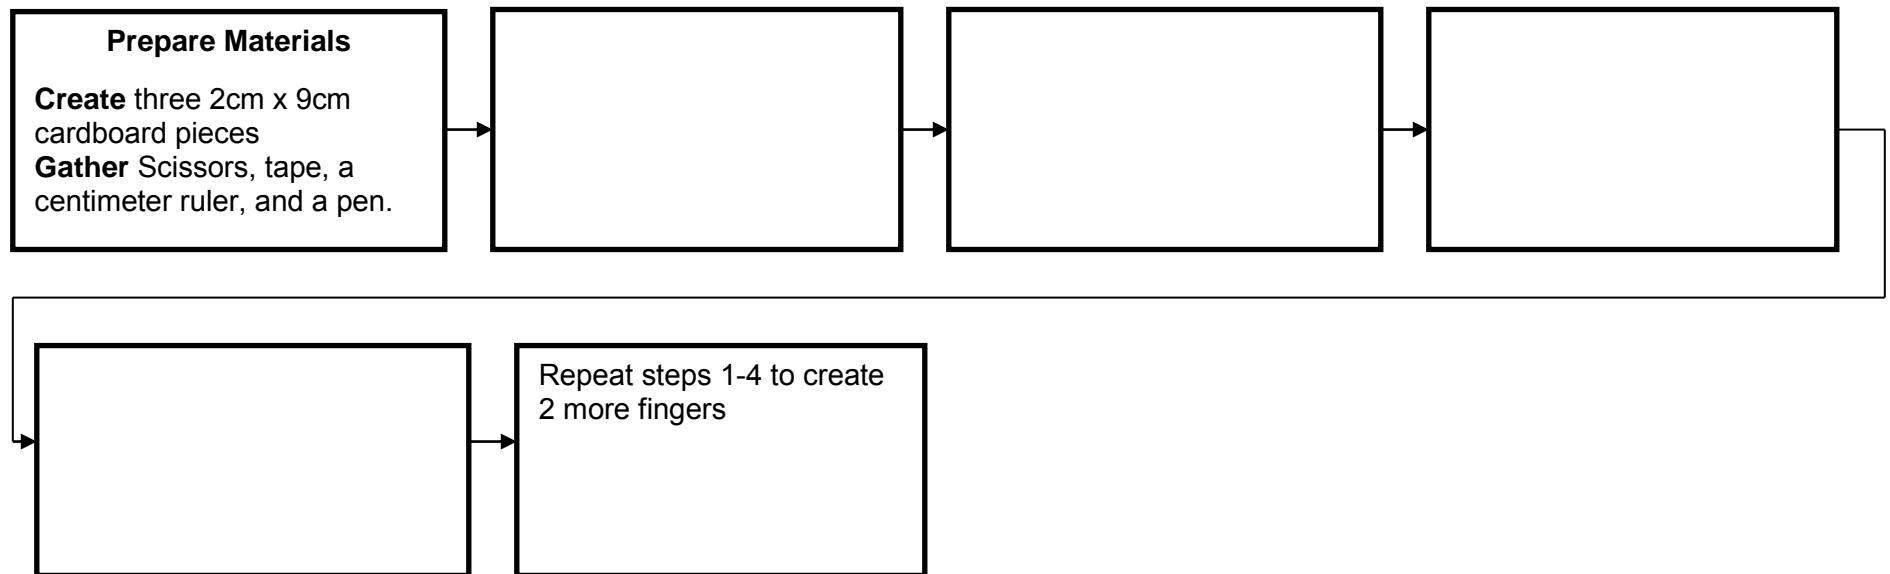 Prepare Materials
Create three 2cm x 9cm
cardboard pieces
Gather Scissors, tape, a
centimeter ruler, and a pen.
Repeat steps 1-4 to create
2 more fingers